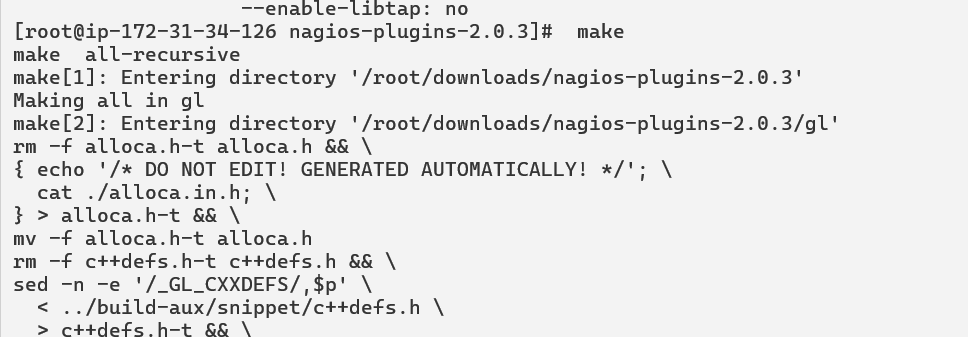 --enable-libtap: no
[root@ip-172-31-34-126 nagios-plugins-2.0.3]#  make
make  all-recursive
make[1]: Entering directory '/root/downloads/nagios-plugins-2.0.3'
Making all in gl
make[2]: Entering directory '/root/downloads/nagios-plugins-2.0.3/gl'
rm -f alloca.h-t alloca.h && \
{ echo '/* DO NOT EDIT! GENERATED AUTOMATICALLY! */'; \
  cat ./alloca.in.h; \
} > alloca.h-t && \
mv -f alloca.h-t alloca.h
rm -f c++defs.h-t c++defs.h && \
sed -n -e '/_GL_CXXDEFS/,$p' \
  < ../build-aux/snippet/c++defs.h \
  > c++defs.h-t && \